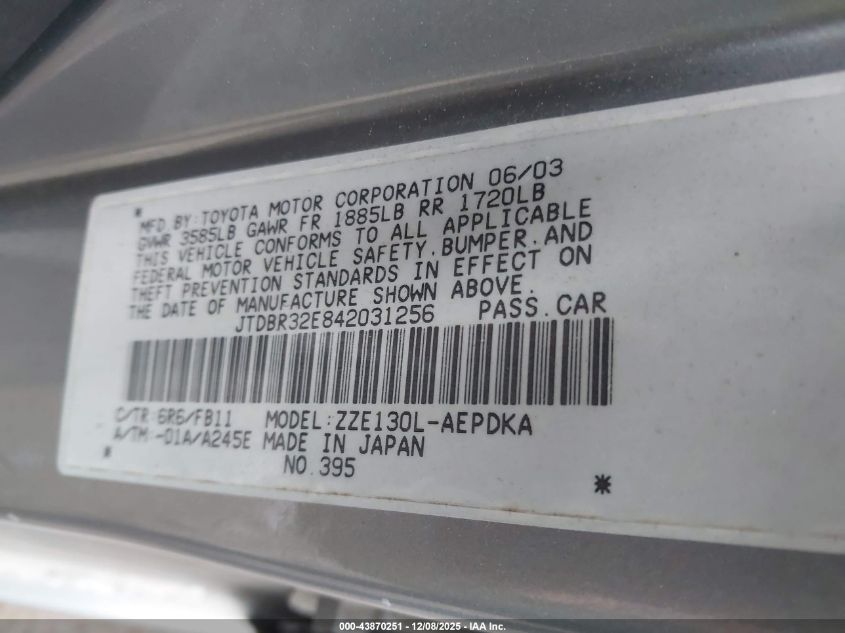 *
MFD.BY:TOYOTA MOTOR CORPORATION 06/03
GVWR 3585LB GAWR FR 1885LB RR 1720LB
THIS VEHICLE CONFORMS TO ALL APPLICABLE
FEDERAL MOTOR VEHICLE SAFETY,BUMPER,AND
THEFT PREVENTION STANDARDS IN EFFECT ON
THE DATE OF MANUFACTURE SHOWN ABOVE.
JTDBR32E842031256 PASS.CAR
C/TR:6R6/FB11 MODEL:ZZE130L-AEPDKA
A/TM:-01A/A245E MADE IN JAPAN
* NO.395 *
000-43870251 - 12/08/2025 - IAA Inc.